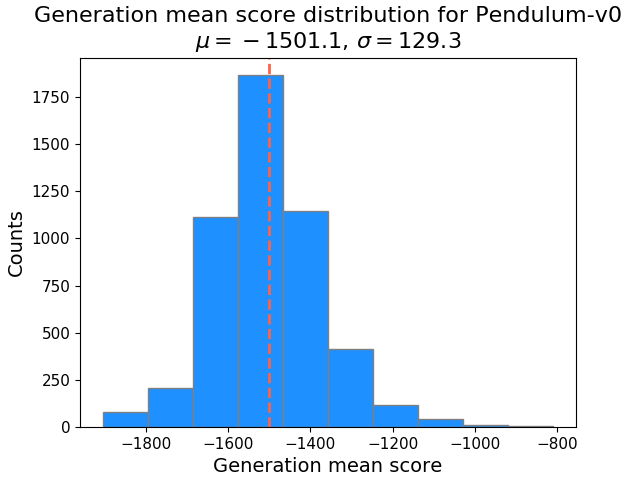 Generation mean score distribution for Pendulum-v0
μ = −1501.1, σ = 129.3
1750
1500
1250
1000
750
500
250
0
Counts
−1800 −1600 −1400 −1200 −1000 −800
Generation mean score